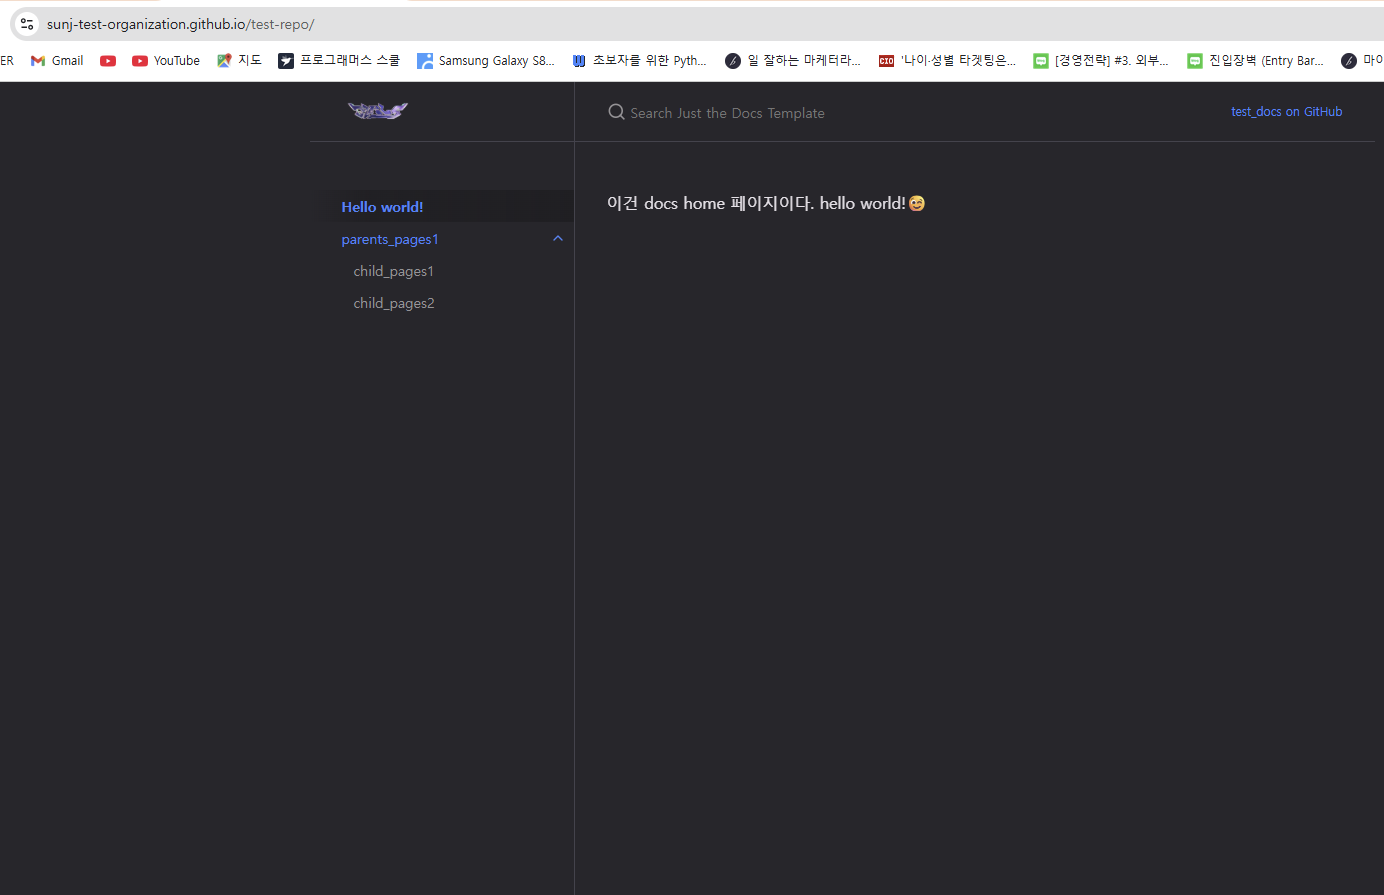 sunj-test-organization.github.io/test-repo/
ER Gmail YouTube 지도 프로그래머스 스쿨 Samsung Galaxy S8... 초보자를 위한 Pyth... 일 잘하는 마케터라... CIO '나이·성별 타겟팅은... [경영전략] #3. 외부... 진입장벽 (Entry Bar... 마이
Search Just the Docs Template
test_docs on GitHub
Hello world!
parents_pages1
child_pages1
child_pages2
이건 docs home 페이지이다. hello world!😉